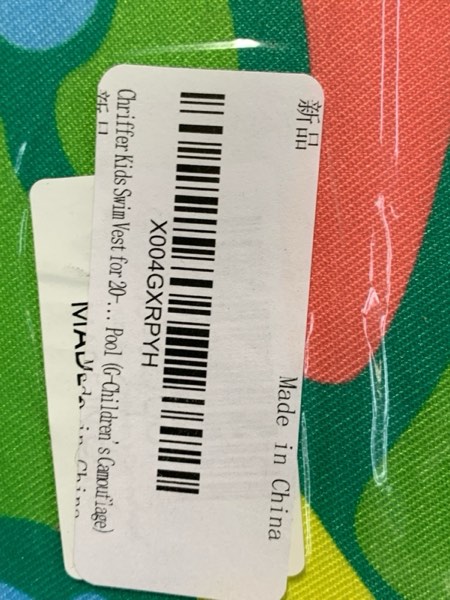 新品
X004GXRPYH
Chriffer Kids Swim Vest for 20-... Pool (G-Children's Camouflage)
新品
Made in China
MADE
Made in China